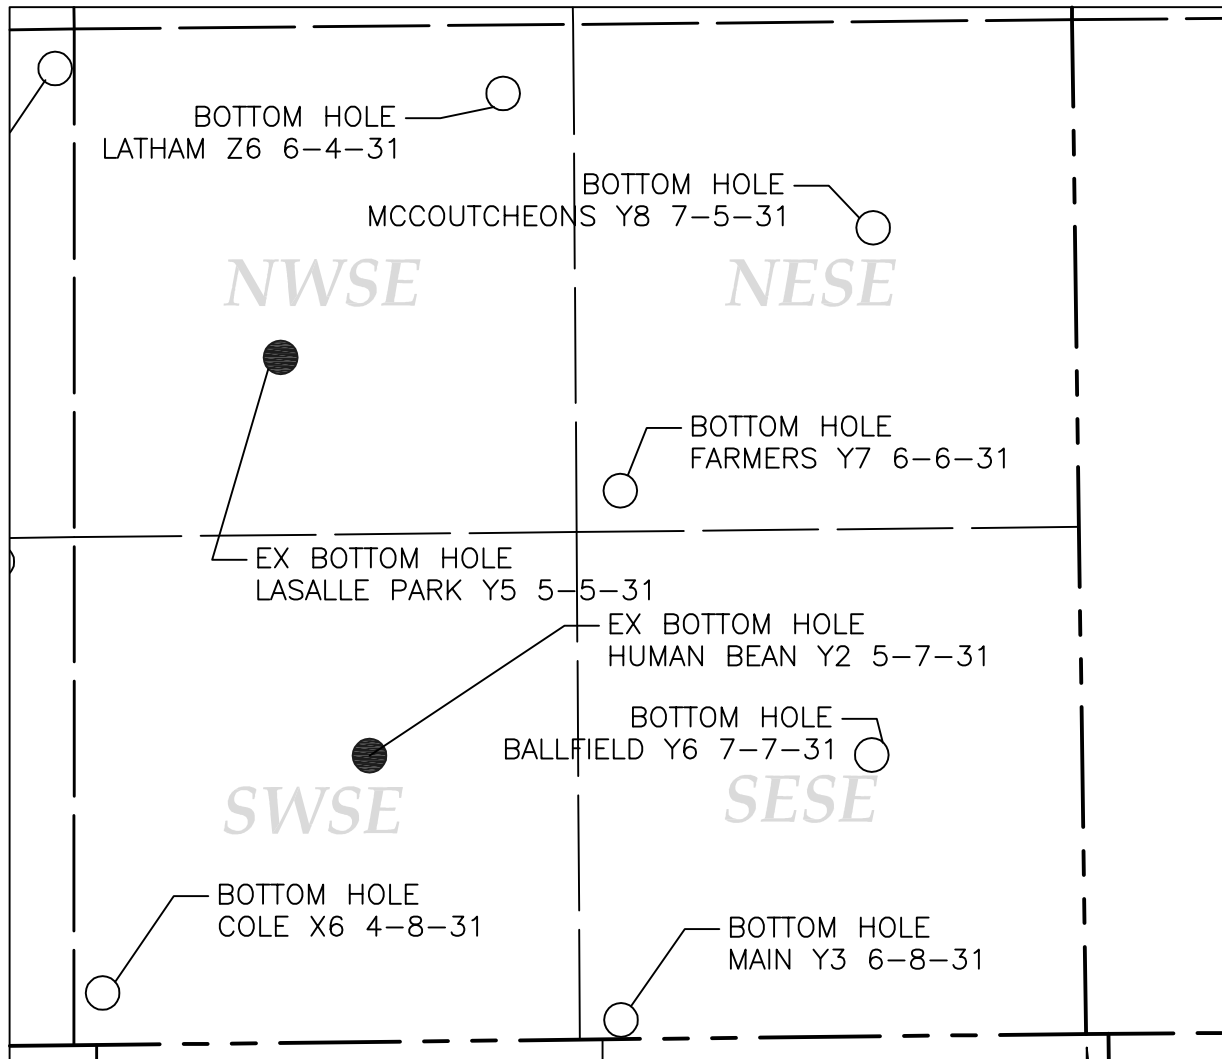 BOTTOM HOLE
LATHAM Z6 6-4-31
BOTTOM HOLE
MCCOUTCHEONS Y8 7-5-31
NWSE
NESE
BOTTOM HOLE
FARMERS Y7 6-6-31
EX BOTTOM HOLE
LASALLE PARK Y5 5-5-31
EX BOTTOM HOLE
HUMAN BEAN Y2 5-7-31
BOTTOM HOLE
BALLFIELD Y6 7-7-31
SWSE
SESE
BOTTOM HOLE
COLE X6 4-8-31
BOTTOM HOLE
MAIN Y3 6-8-31